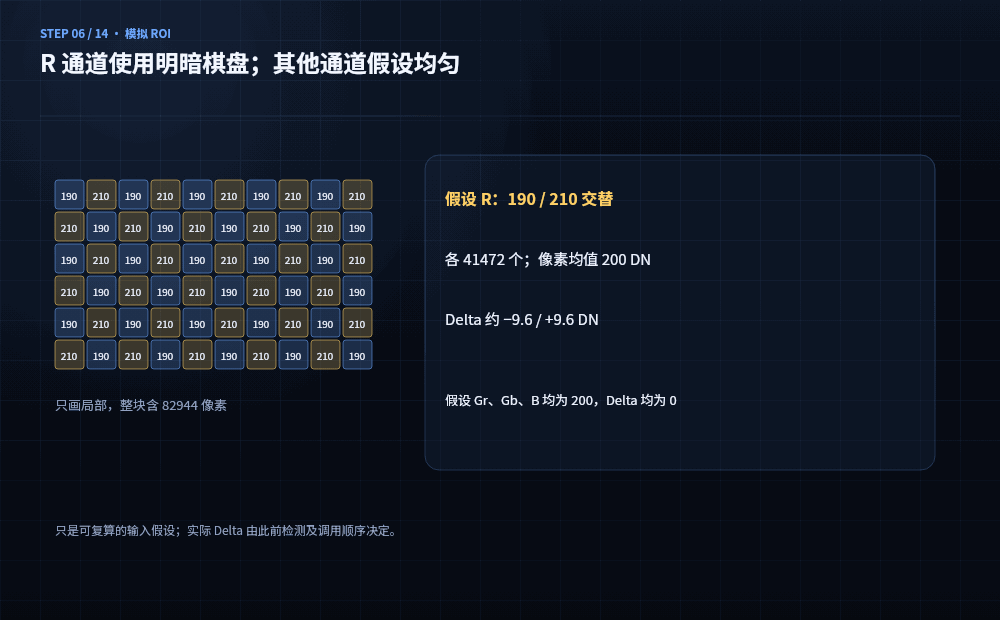 STEP 06 / 14 · 模拟 ROI
R 通道使用明暗棋盘；其他通道假设均匀
190 210 190 210 190 210 190 210 190 210
210 190 210 190 210 190 210 190 210 190
190 210 190 210 190 210 190 210 190 210
210 190 210 190 210 190 210 190 210 190
190 210 190 210 190 210 190 210 190 210
210 190 210 190 210 190 210 190 210 190
只画局部，整块含 82944 像素
假设 R：190 / 210 交替
各 41472 个；像素均值 200 DN
Delta 约 −9.6 / +9.6 DN
假设 Gr、Gb、B 均为 200，Delta 均为 0
只是可复算的输入假设；实际 Delta 由此前检测及调用顺序决定。